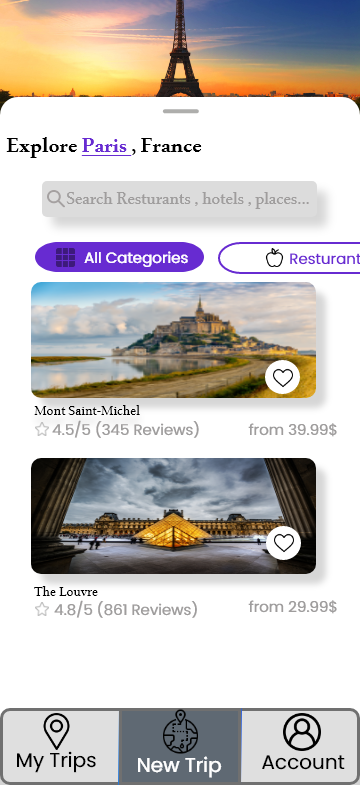 Explore Paris , France
Search Resturants , hotels , places...
All Categories
Resturant
Mont Saint-Michel
4.5/5 (345 Reviews)
from 39.99$
The Louvre
4.8/5 (861 Reviews)
from 29.99$
My Trips
New Trip
Account